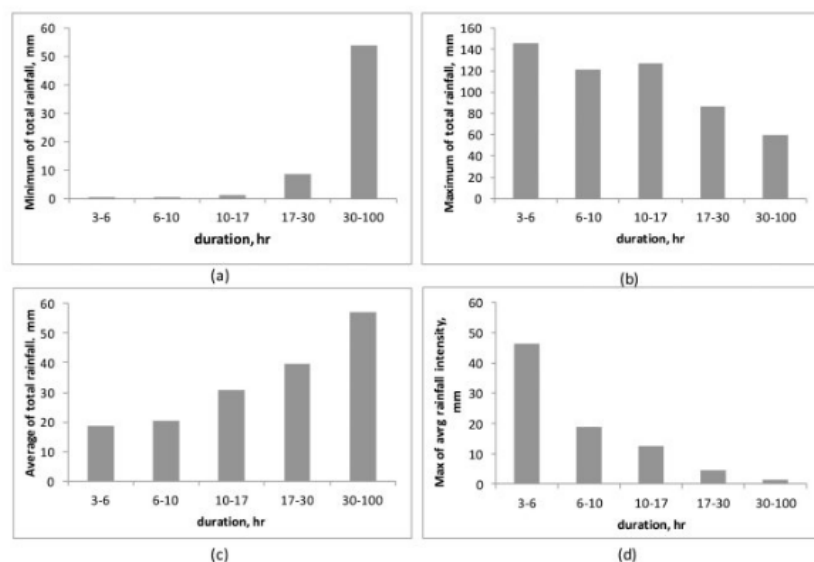 60
50
40
30
20
10
0
Minimum of total rainfall, mm
3-6 6-10 10-17 17-30 30-100
duration, hr
(a)
160
140
120
100
80
60
40
20
0
Maximum of total rainfall, mm
3-6 6-10 10-17 17-30 30-100
duration, hr
(b)
60
50
40
30
20
10
0
Average of total rainfall, mm
3-6 6-10 10-17 17-30 30-100
duration, hr
(c)
60
50
40
30
20
10
0
Max of avrg rainfall intensity,
mm
3-6 6-10 10-17 17-30 30-100
duration, hr
(d)